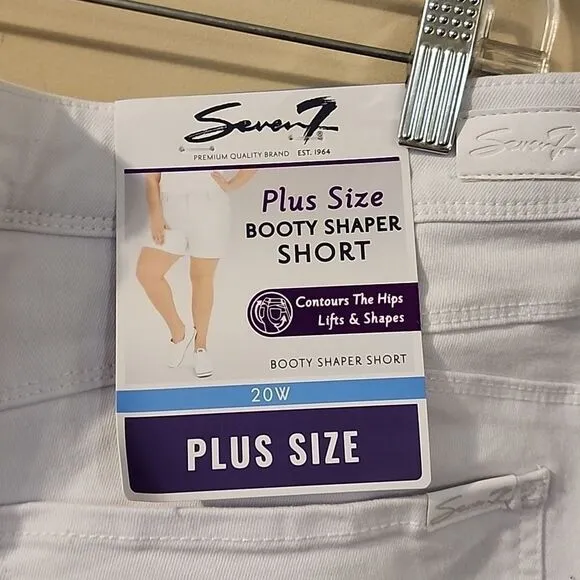 Seven7
PREMIUM QUALITY BRAND EST. 1964
Plus Size
BOOTY SHAPER
SHORT
Contours The Hips
Lifts & Shapes
BOOTY SHAPER SHORT
20W
PLUS SIZE
Seven7
Seven7